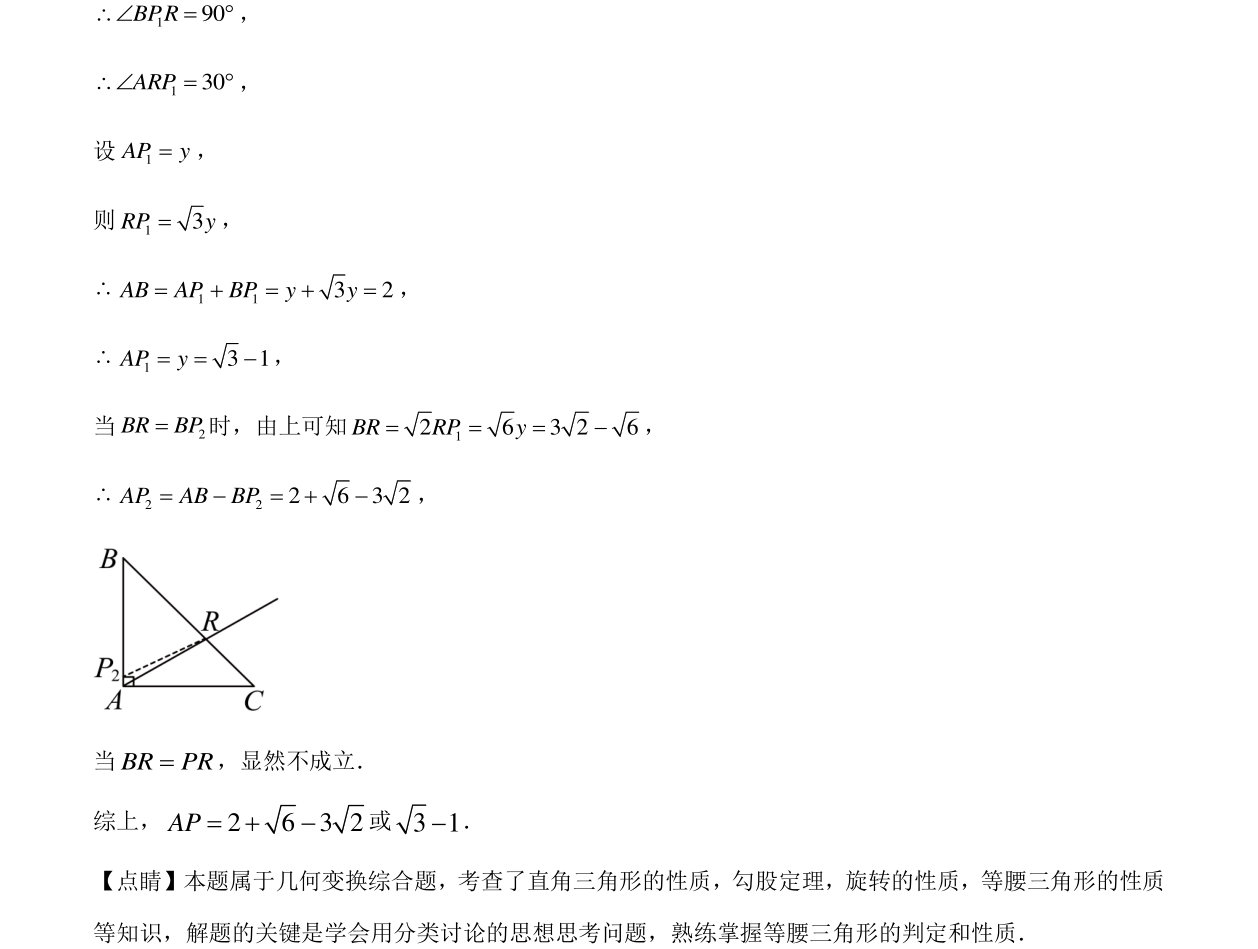 ∴∠BP₁R=90°，
∴∠ARP₁=30°，
设 AP₁=y，
则 RP₁=√3y，
∴ AB=AP₁+BP₁=y+√3y=2，
∴ AP₁=y=√3−1，
当 BR=BP₂时，由上可知 BR=√2RP₁=√6y=3√2−√6，
∴ AP₂=AB−BP₂=2+√6−3√2，
B
R
P₂
A C
当 BR=PR，显然不成立．
综上，AP=2+√6−3√2或√3−1．
【点睛】本题属于几何变换综合题，考查了直角三角形的性质，勾股定理，旋转的性质，等腰三角形的性质
等知识，解题的关键是学会用分类讨论的思想思考问题，熟练掌握等腰三角形的判定和性质．